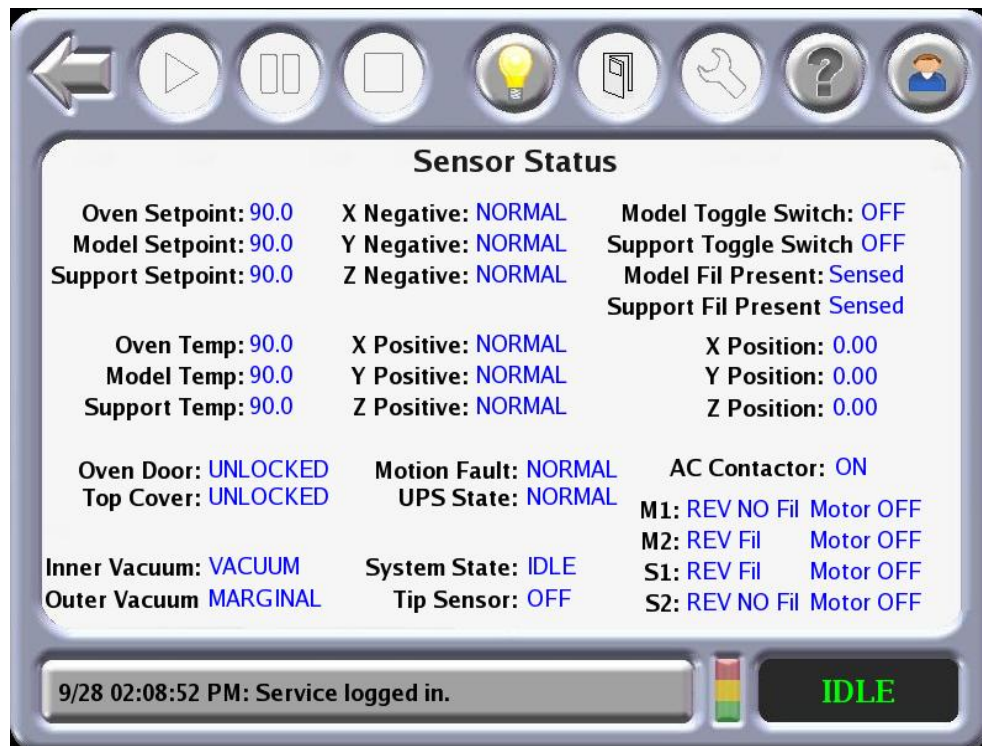 Sensor Status
Oven Setpoint: 90.0 X Negative: NORMAL Model Toggle Switch: OFF
Model Setpoint: 90.0 Y Negative: NORMAL Support Toggle Switch OFF
Support Setpoint: 90.0 Z Negative: NORMAL Model Fil Present: Sensed
Support Fil Present Sensed
Oven Temp: 90.0 X Positive: NORMAL X Position: 0.00
Model Temp: 90.0 Y Positive: NORMAL Y Position: 0.00
Support Temp: 90.0 Z Positive: NORMAL Z Position: 0.00
Oven Door: UNLOCKED Motion Fault: NORMAL AC Contactor: ON
Top Cover: UNLOCKED UPS State: NORMAL
M1: REV NO Fil Motor OFF
M2: REV Fil Motor OFF
Inner Vacuum: VACUUM System State: IDLE S1: REV Fil Motor OFF
Outer Vacuum MARGINAL Tip Sensor: OFF S2: REV NO Fil Motor OFF
9/28 02:08:52 PM: Service logged in. IDLE